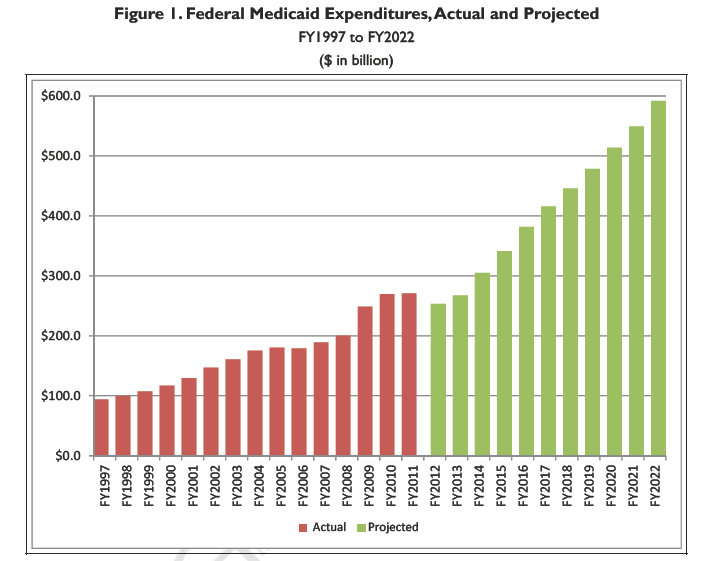 Figure 1. Federal Medicaid Expenditures, Actual and Projected
FY1997 to FY2022
($ in billion)
$600.0
$500.0
$400.0
$300.0
$200.0
$100.0
$0.0
FY1997
FY1998
FY1999
FY2000
FY2001
FY2002
FY2003
FY2004
FY2005
FY2006
FY2007
FY2008
FY2009
FY2010
FY2011
FY2012
FY2013
FY2014
FY2015
FY2016
FY2017
FY2018
FY2019
FY2020
FY2021
FY2022
Actual Projected